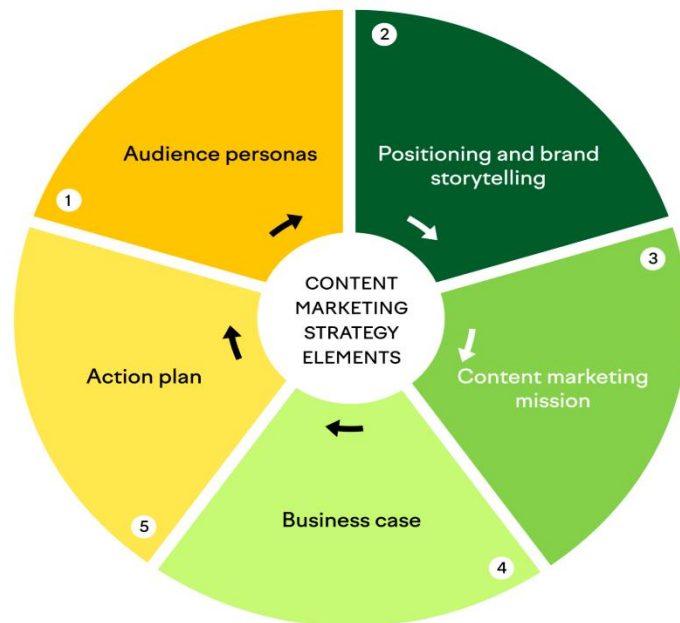 1
Audience personas
2
Positioning and brand
storytelling
3
Content marketing
mission
4
Business case
5
Action plan
CONTENT
MARKETING
STRATEGY
ELEMENTS